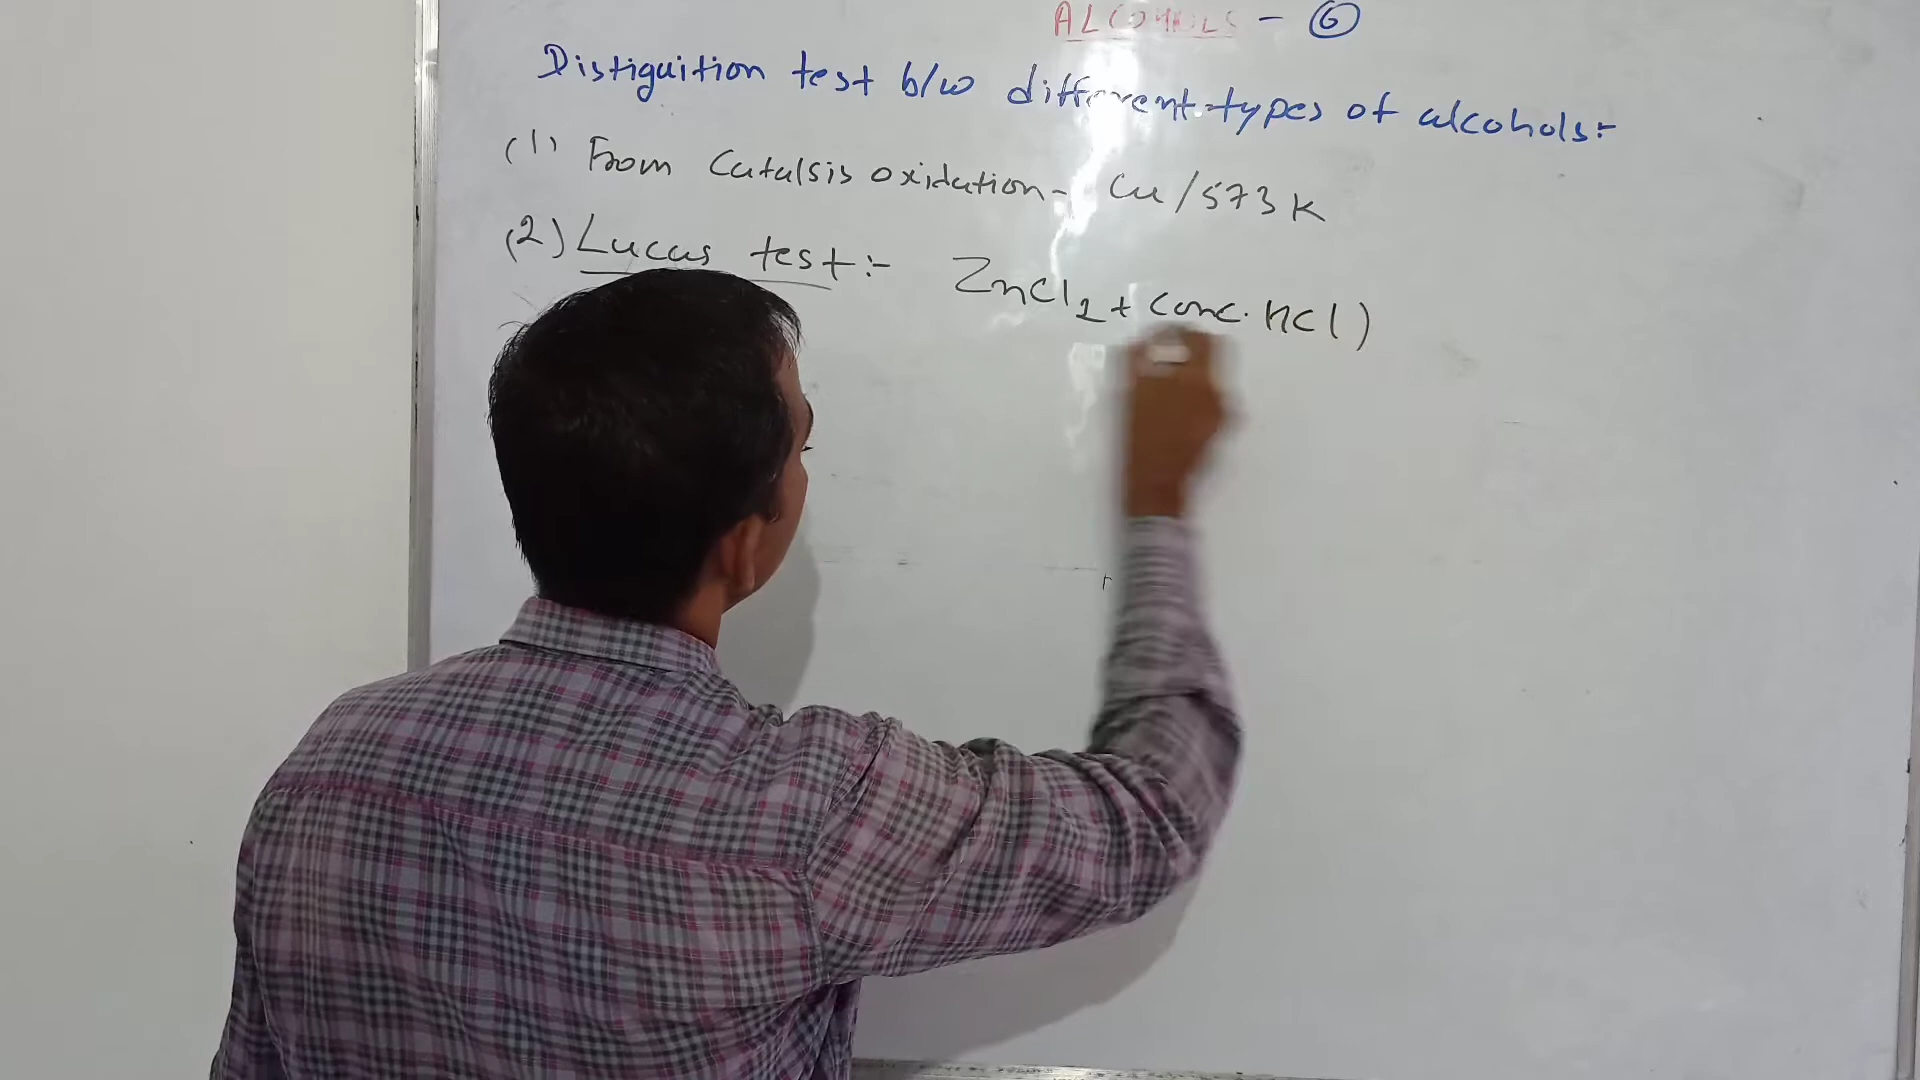 ALCOHOLS - 6
Distiguition test b/w different types of alcohols:-
(1) From Catalsis oxidation - Cu/573K
(2) Lucas test:- ZnCl2 + conc. HCl)